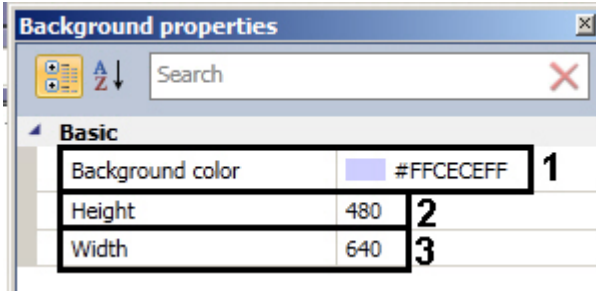 Background properties
A
Z
Search
Basic
Background color #FFCECEFF 1
Height 480 2
Width 640 3